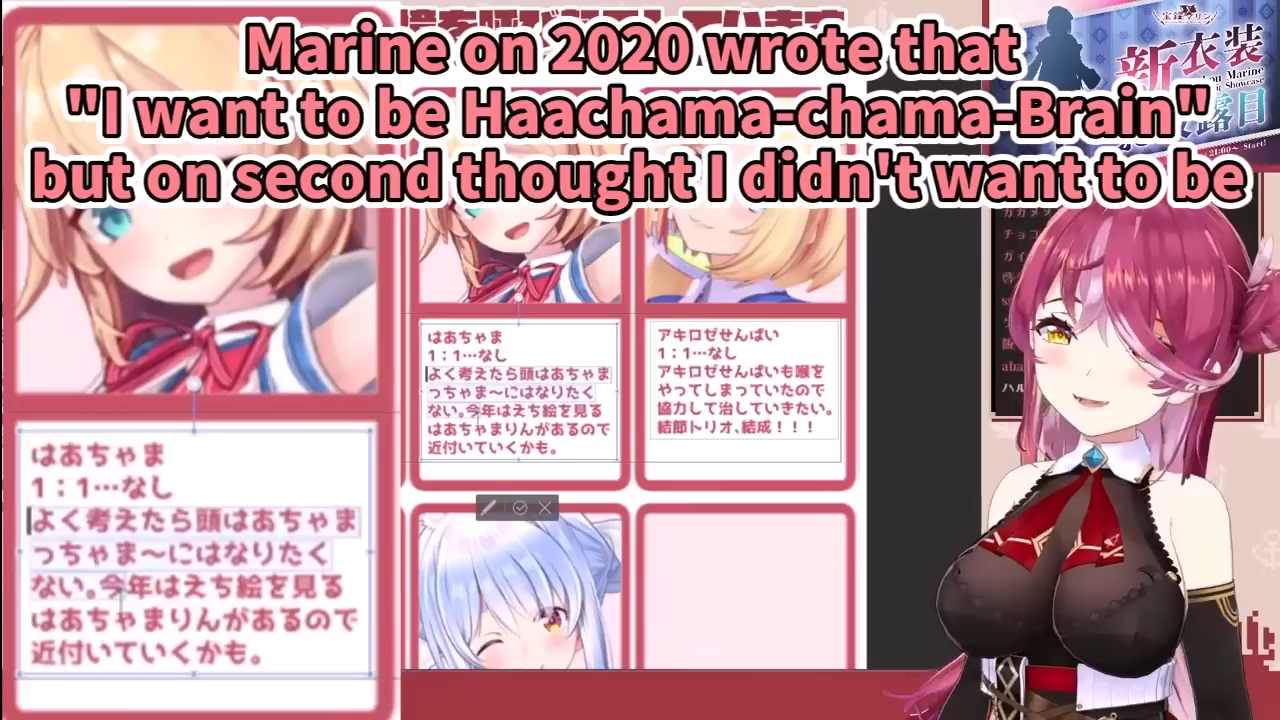 Marine on 2020 wrote that
"I want to be Haachama-chama-Brain"
but on second thought I didn't want to be
新衣装
21:00~ Start!
はあちゃま
1：1…なし
よく考えたら頭はあちゃま
っちゃま〜にはなりたく
ない。今年はえち絵を見る
はあちゃまりんがあるので
近付いていくかも。
アキロゼせんぱい
1：1…なし
アキロゼせんぱいも喉を
やってしまっていたので
協力して治していきたい。
結節トリオ、結成！！！
はあちゃま
1：1…なし
よく考えたら頭はあちゃま
っちゃま〜にはなりたく
ない。今年はえち絵を見る
はあちゃまりんがあるので
近付いていくかも。